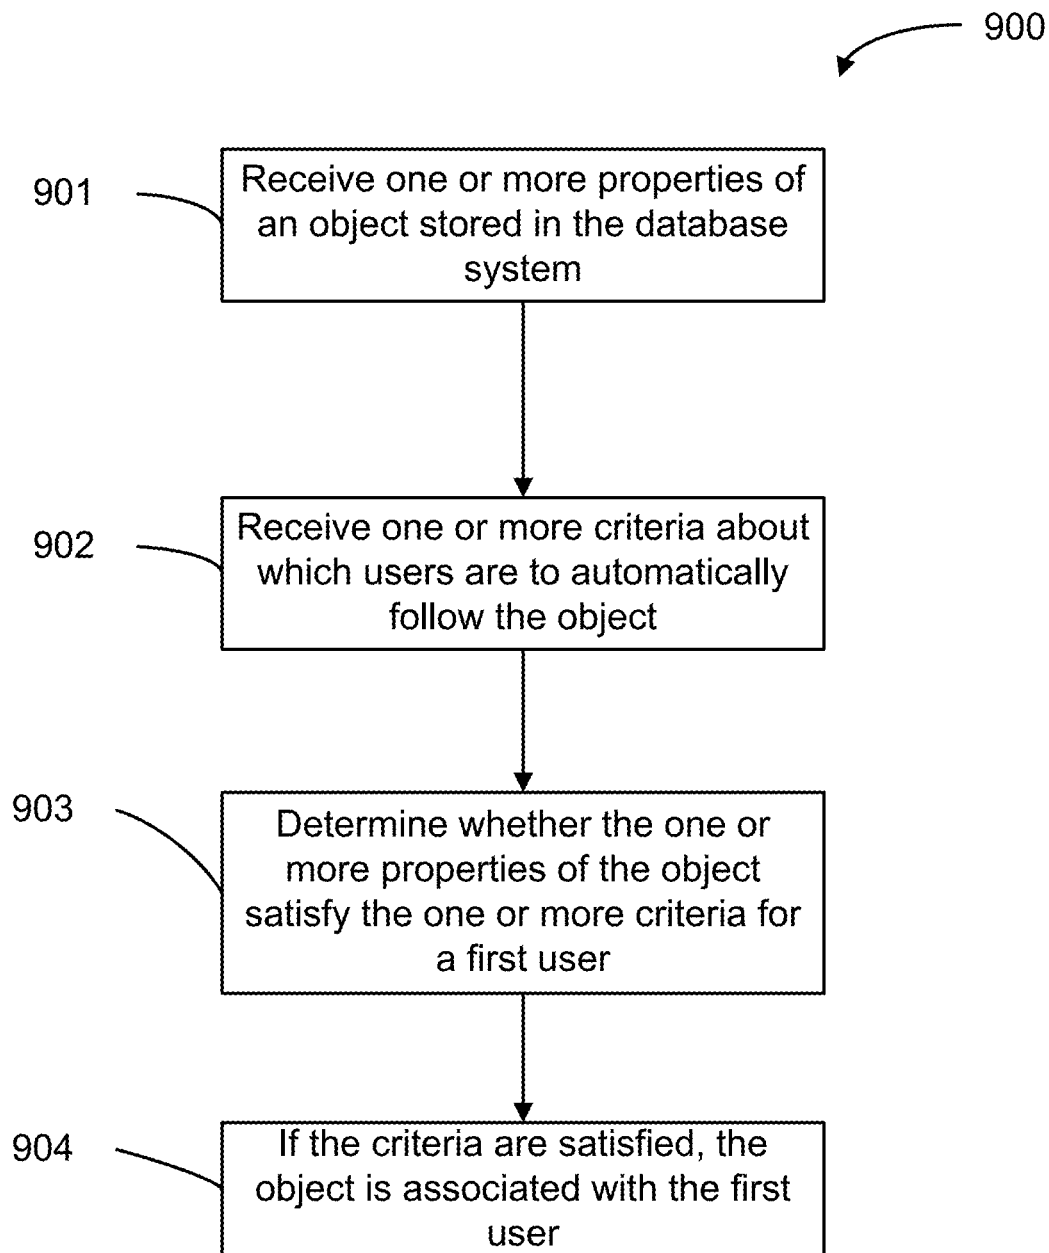 900
901
Receive one or more properties of
an object stored in the database
system
902
Receive one or more criteria about
which users are to automatically
follow the object
903
Determine whether the one or
more properties of the object
satisfy the one or more criteria for
a first user
904
If the criteria are satisfied, the
object is associated with the first
user